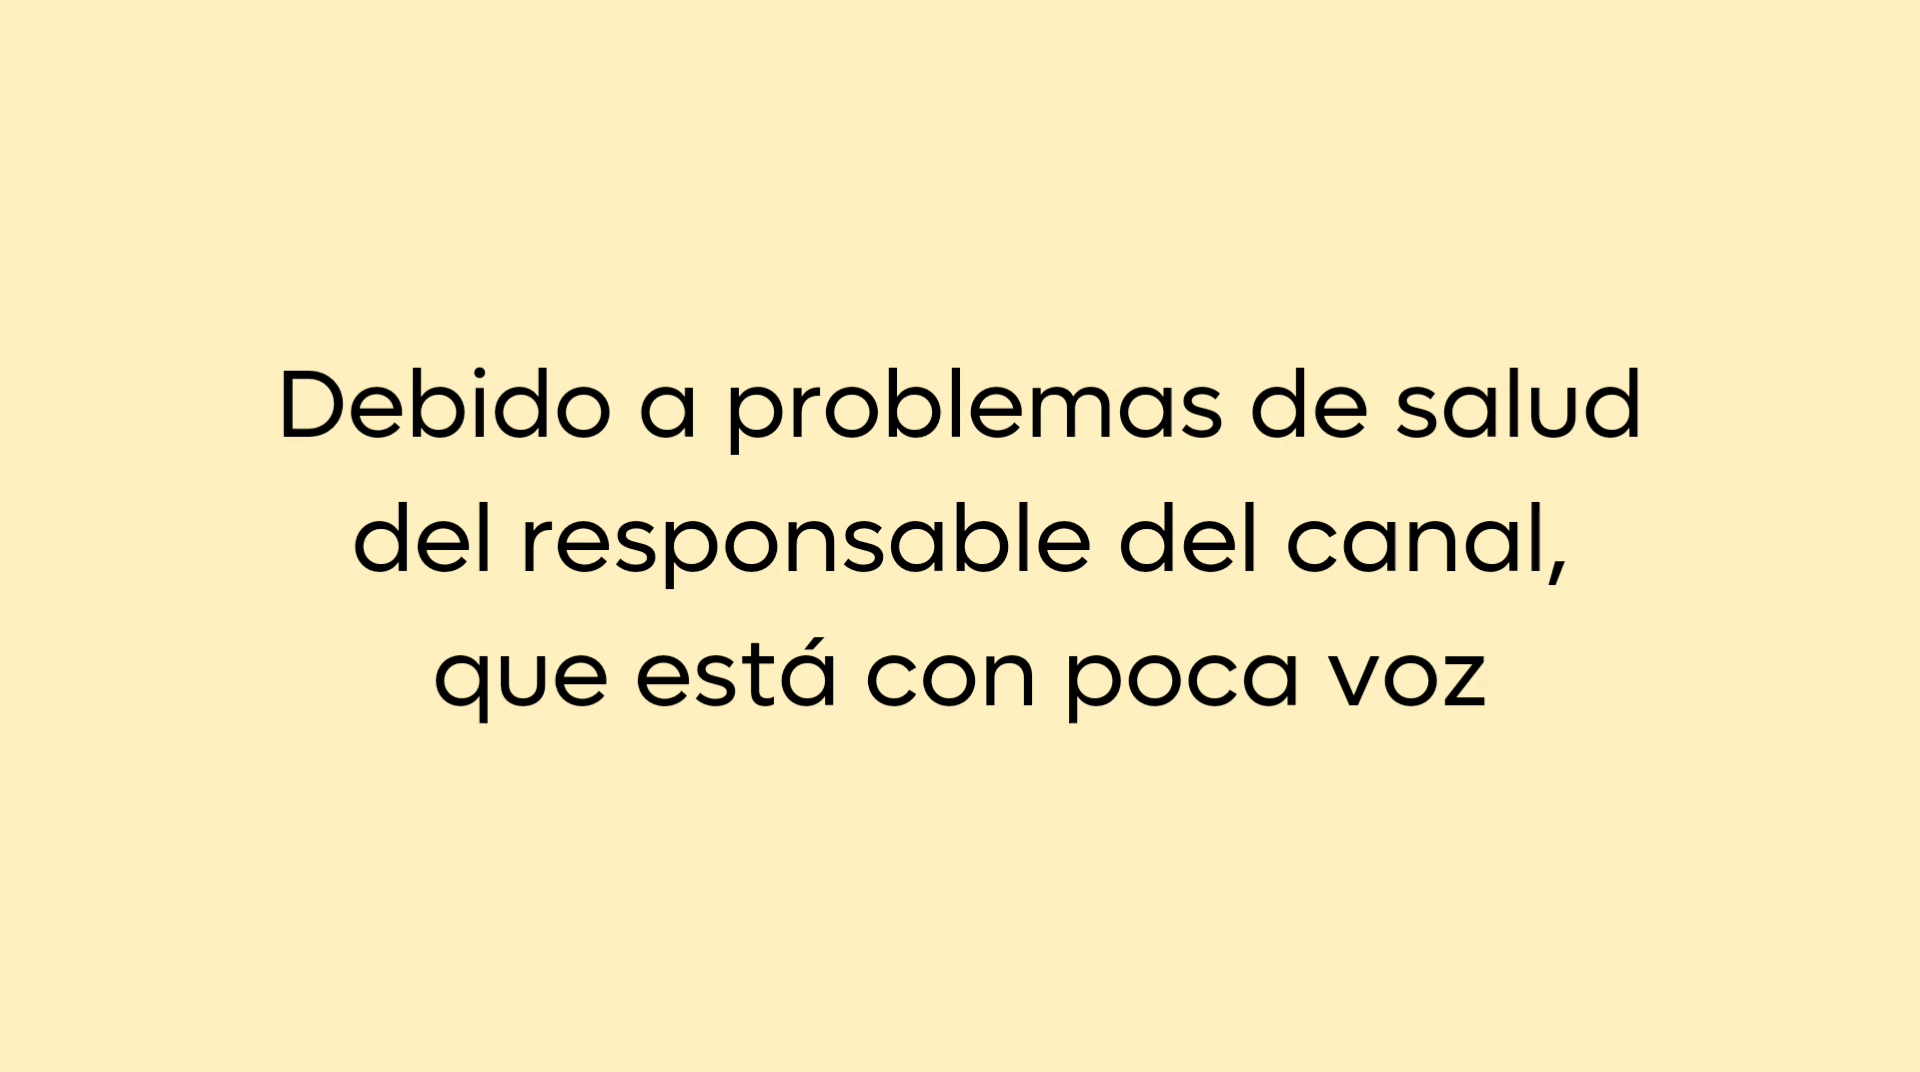 Debido a problemas de salud
del responsable del canal,
que está con poca voz